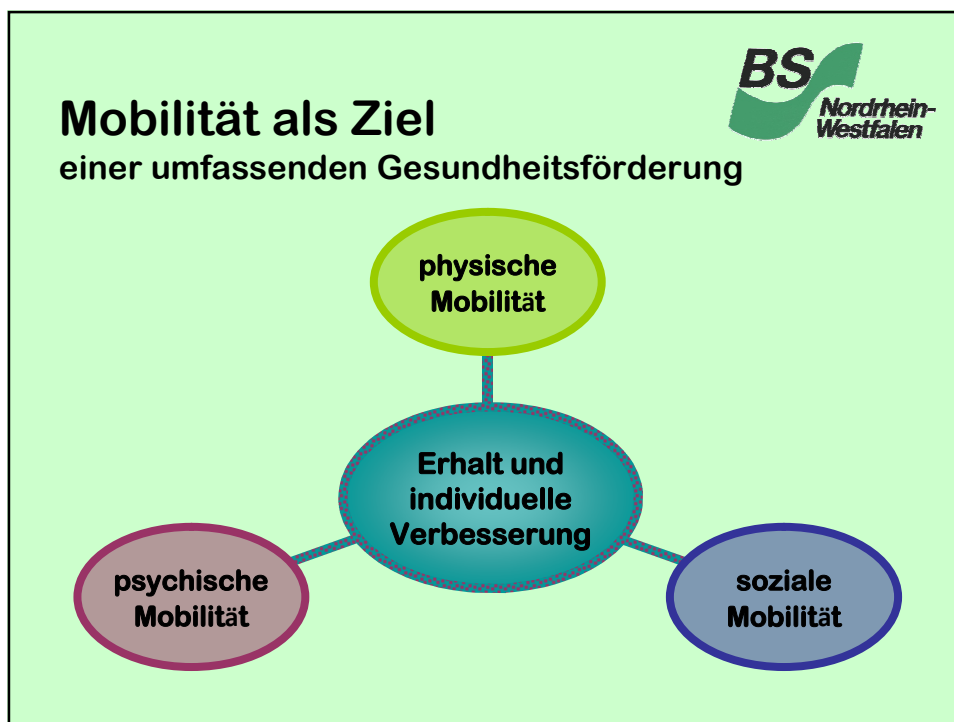 BS
Nordrhein-
Westfalen
Mobilität als Ziel
einer umfassenden Gesundheitsförderung
physische
Mobilität
Erhalt und
individuelle
Verbesserung
psychische
Mobilität
soziale
Mobilität